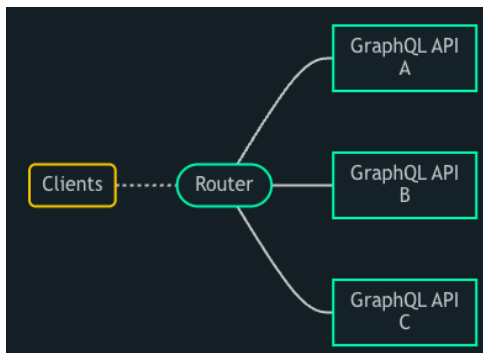 GraphQL API
A
Clients
Router
GraphQL API
B
GraphQL API
C